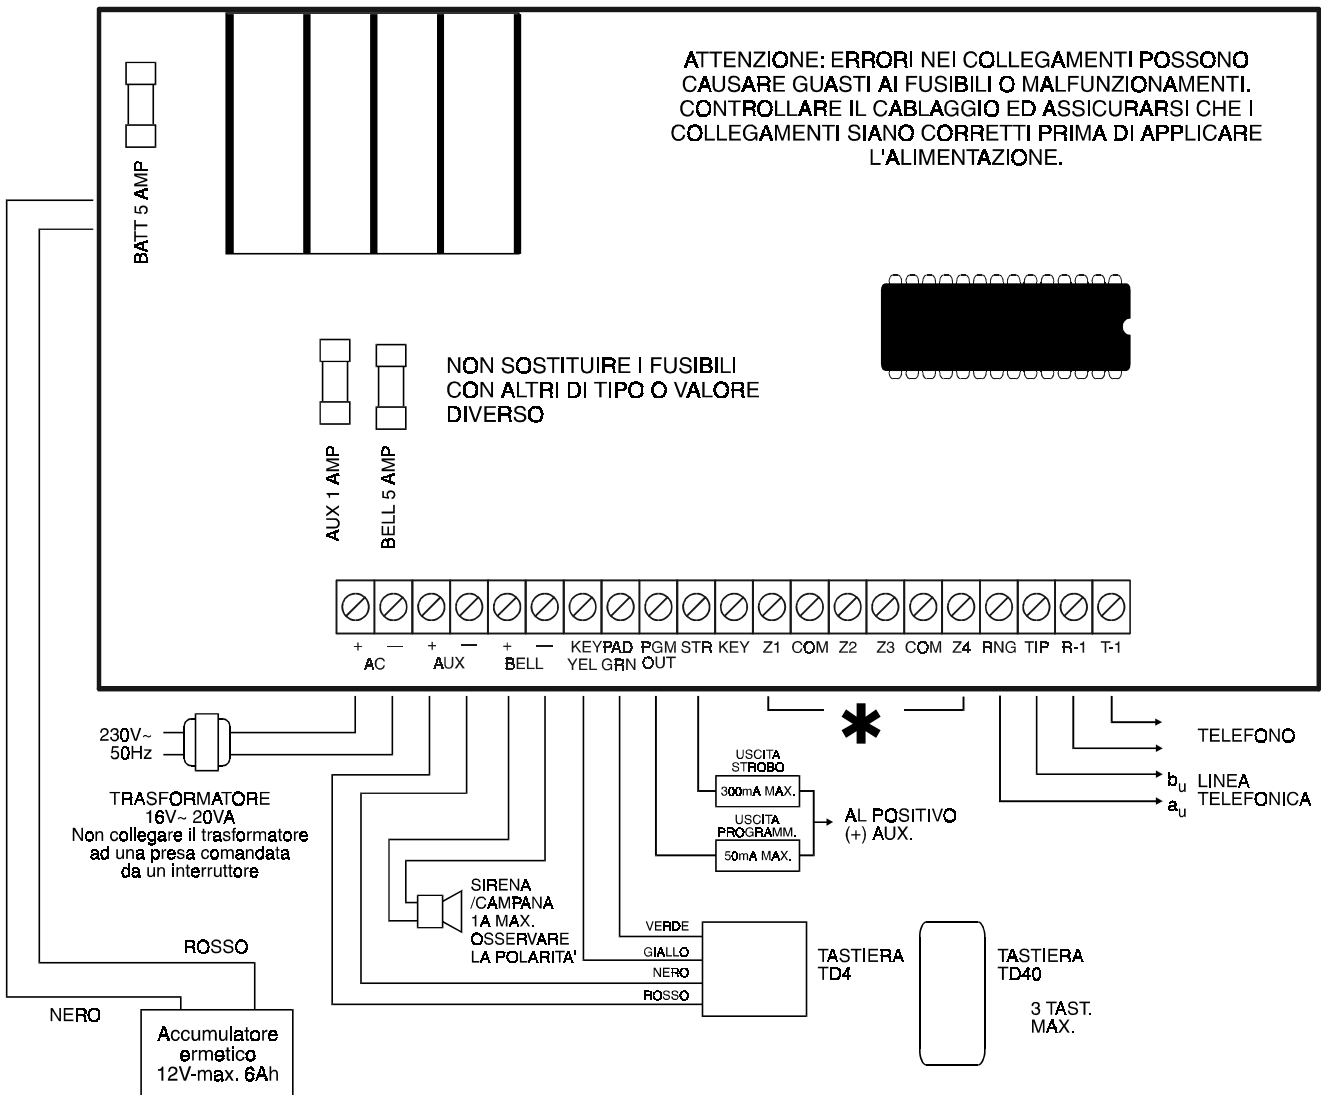 ATTENZIONE: ERRORI NEI COLLEGAMENTI POSSONO
CAUSARE GUASTI AI FUSIBILI O MALFUNZIONAMENTI.
CONTROLLARE IL CABLAGGIO ED ASSICURARSI CHE I
COLLEGAMENTI SIANO CORRETTI PRIMA DI APPLICARE
L'ALIMENTAZIONE.
BATT 5 AMP
NON SOSTITUIRE I FUSIBILI
CON ALTRI DI TIPO O VALORE
DIVERSO
AUX 1 AMP
BELL 5 AMP
+ — + — + — KEYPAD PGM STR KEY Z1 COM Z2 Z3 COM Z4 RNG TIP R-1 T-1
AC AUX BELL YEL GRN OUT
230V~
50Hz
TRASFORMATORE
16V~ 20VA
Non collegare il trasformatore
ad una presa comandata
da un interruttore
*
USCITA
STROBO
300mA MAX.
USCITA
PROGRAMM.
50mA MAX.
AL POSITIVO
(+) AUX.
TELEFONO
bu LINEA
au TELEFONICA
SIRENA
/CAMPANA
1A MAX.
OSSERVARE
LA POLARITA'
VERDE
GIALLO
NERO
ROSSO
TASTIERA
TD4
TASTIERA
TD40
3 TAST.
MAX.
ROSSO
NERO
Accumulatore
ermetico
12V-max. 6Ah